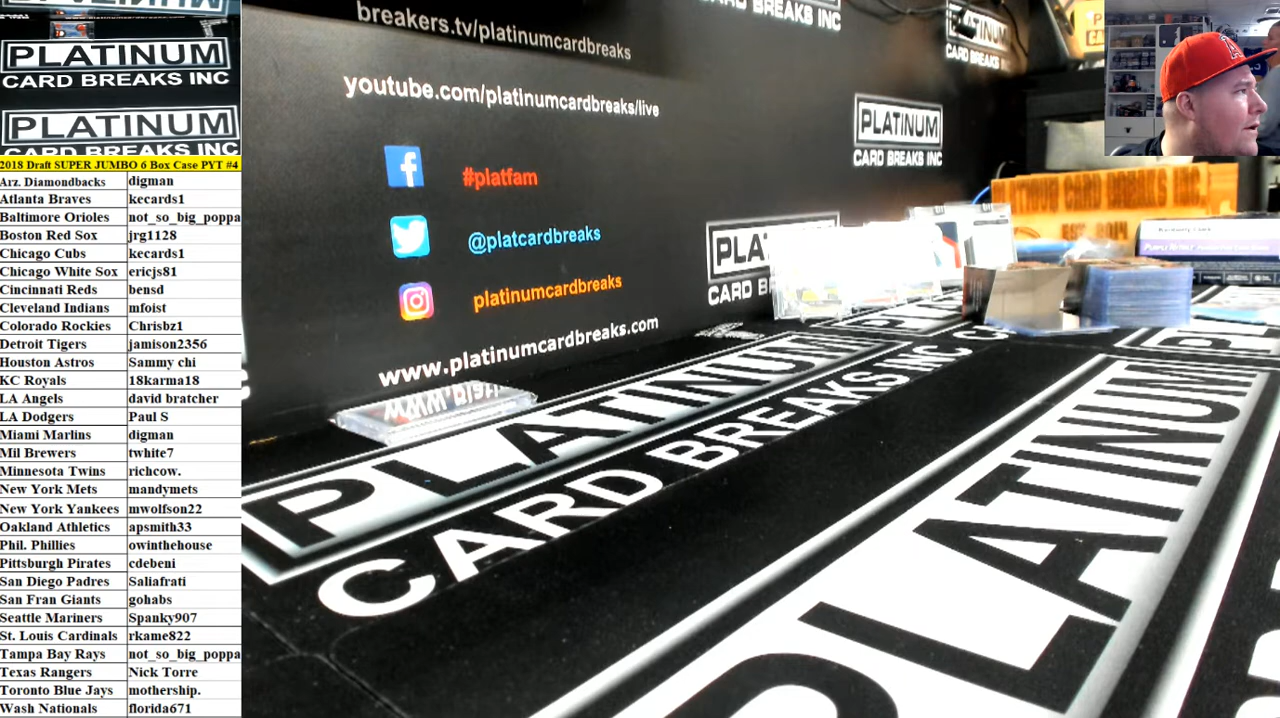 PLATINUM
CARD BREAKS INC
PLATINUM
2018 Draft SUPER JUMBO 6 Box Case PYT #4
Arz. Diamondbacks digman
Atlanta Braves kecards1
Baltimore Orioles not_so_big_poppa
Boston Red Sox jrg1128
Chicago Cubs kecards1
Chicago White Sox ericjs81
Cincinnati Reds bensd
Cleveland Indians mfoist
Colorado Rockies Chrisbz1
Detroit Tigers jamison2356
Houston Astros Sammy chi
KC Royals 18karma18
LA Angels david bratcher
LA Dodgers Paul S
Miami Marlins digman
Mil Brewers twhite7
Minnesota Twins richcow.
New York Mets mandymets
New York Yankees mwolfson22
Oakland Athletics apsmith33
Phil. Phillies owinthehouse
Pittsburgh Pirates cdebeni
San Diego Padres Saliafrati
San Fran Giants gohabs
Seattle Mariners Spanky907
St. Louis Cardinals rkame822
Tampa Bay Rays not_so_big_poppa
Texas Rangers Nick Torre
Toronto Blue Jays mothership.
Wash Nationals florida671
breakers.tv/platinumcardbreaks
youtube.com/platinumcardbreaks/live
#platfam
@platcardbreaks
platinumcardbreaks
www.platinumcardbreaks.com
CARD BREAKS INC
PLATINUM
CARD BREAKS INC
PLATINUM
CARD BREAKS INC
PLA
CARD B
PLATINUM
CARD BREAKS INC
PLATINUM